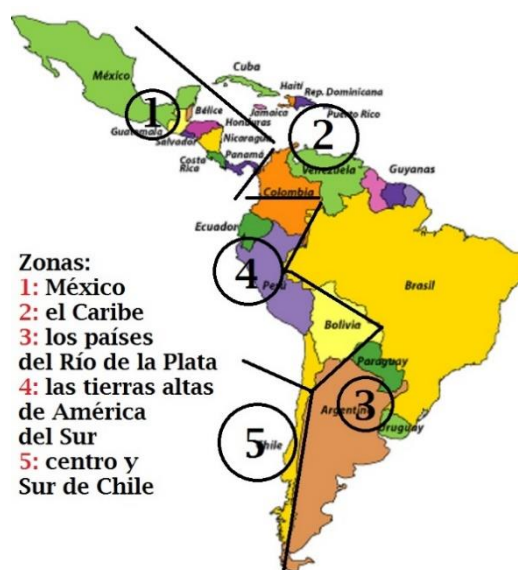 Cuba
México
Haití
Rep. Dominicana
1
Bélice
Jamaica
Puerto Rico
Guatemala
Honduras
2
Salvador
Nicaragua
Costa
Rica
Panamá
Venezuela
Guyanas
Colombia
Ecuador
4
Perú
Brasil
Zonas:
1: México
2: el Caribe
3: los países
del Río de la Plata
4: las tierras altas
de América
del Sur
5: centro y
Sur de Chile
Bolivia
Paraguay
Argentina
3
Uruguay
5
Chile